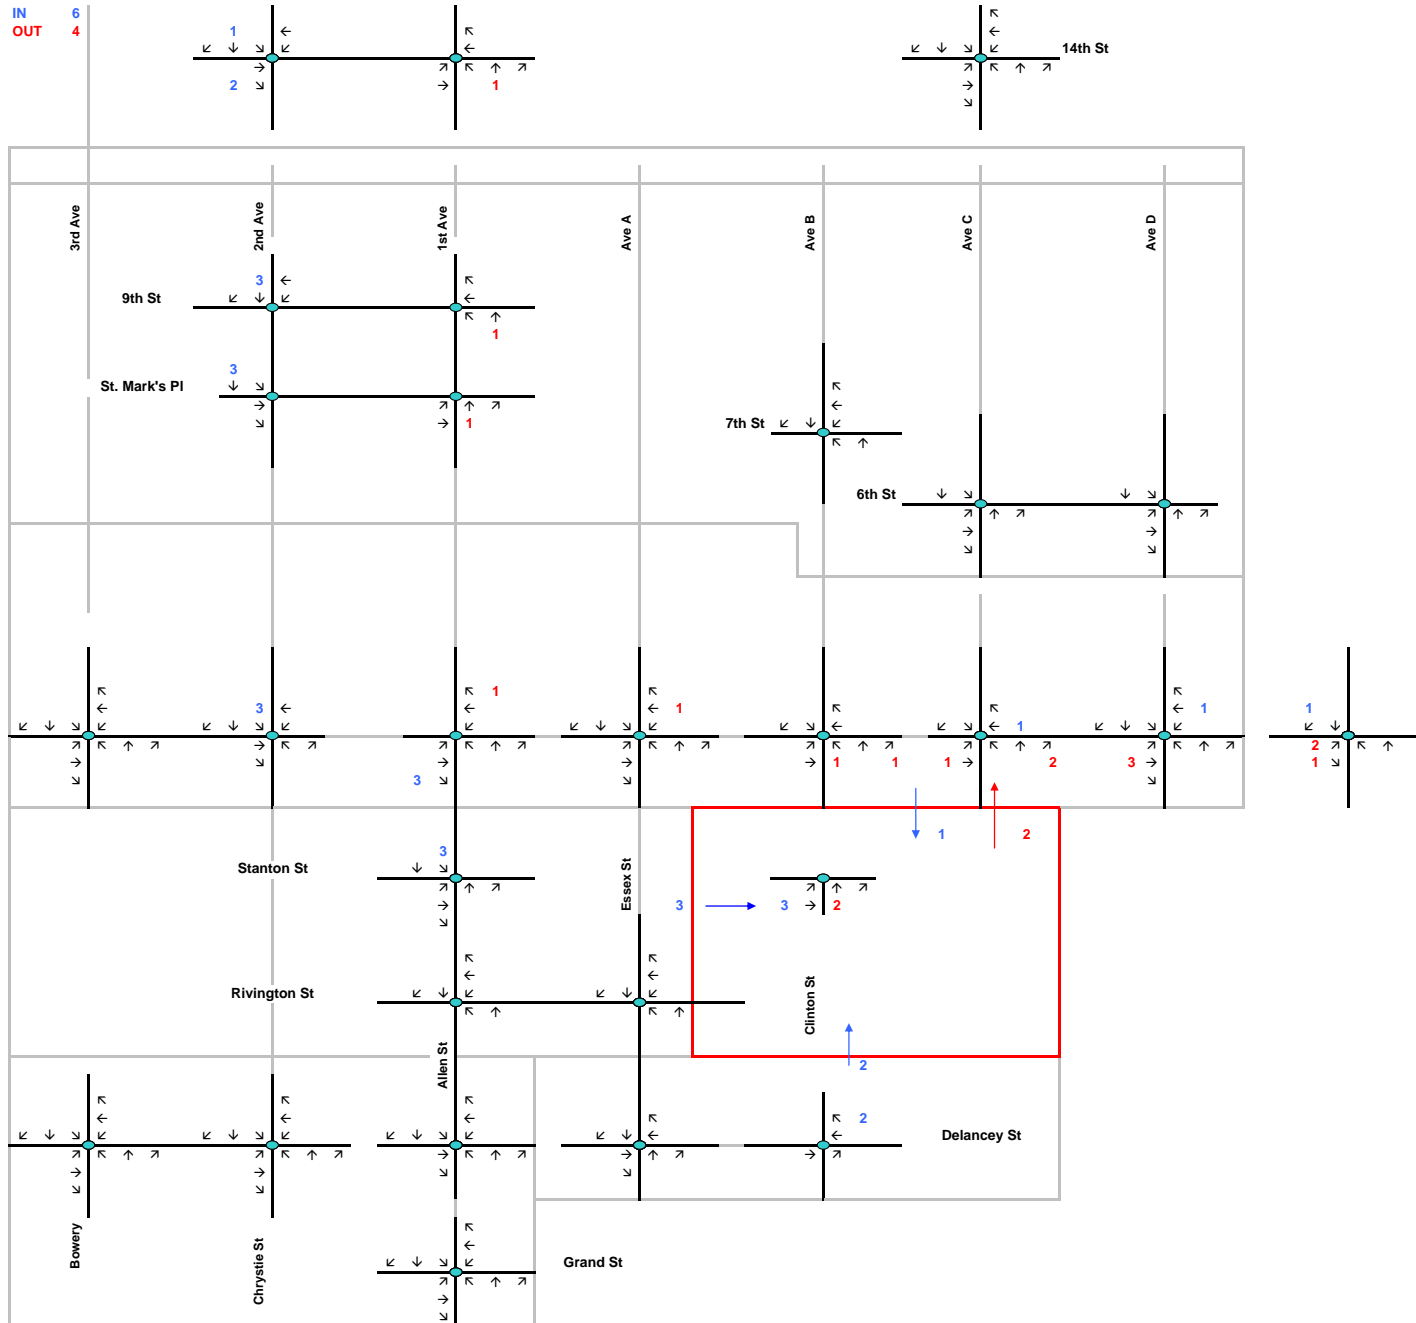 IN 6
OUT 4
1
14th St
2 1
3rd Ave
2nd Ave
1st Ave
Ave A
Ave B
Ave C
Ave D
3
9th St
1
3
St. Mark's Pl
1
7th St
6th St
1
3 1 1 1 1
2
1 1 1 2 3 1
3
1 2
3
Stanton St
Essex St
3 3 2
Rivington St
Clinton St
Allen St
2
2
Delancey St
Bowery
Chrystie St
Grand St